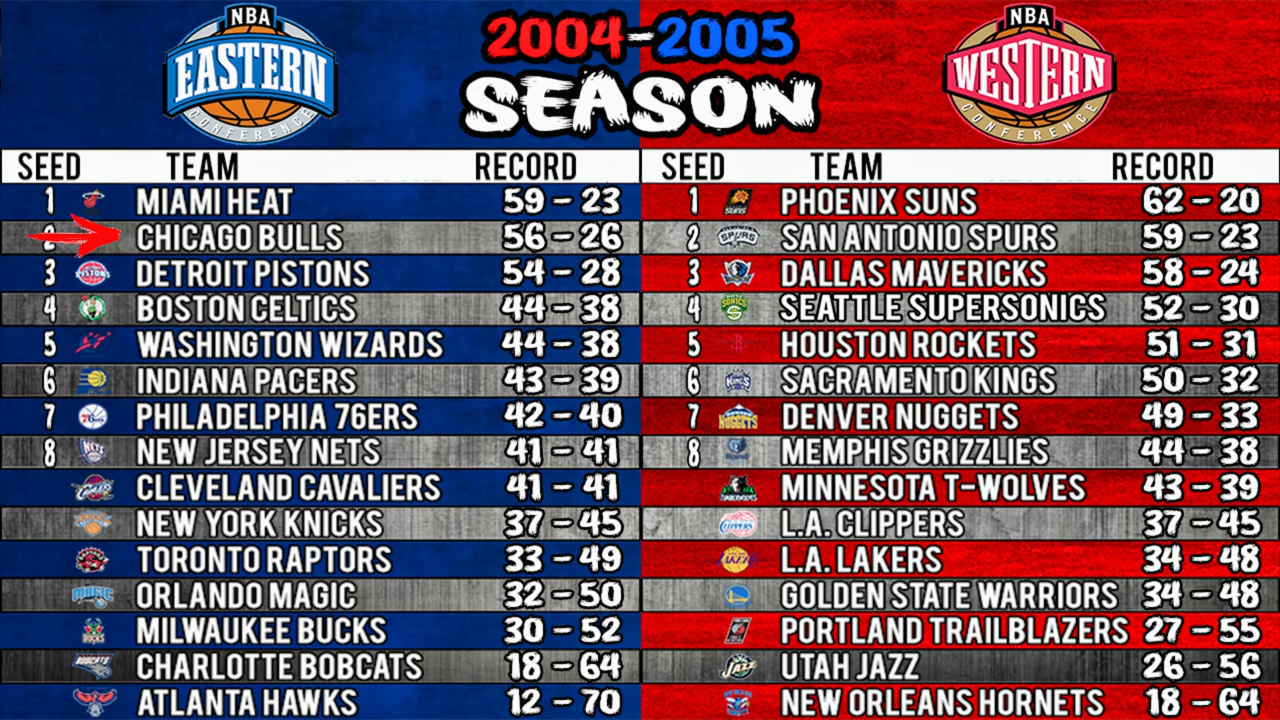 NBA
EASTERN
CONFERENCE
2004-2005
SEASON
NBA
WESTERN
CONFERENCE
SEED TEAM RECORD
1 MIAMI HEAT 59 - 23
2 CHICAGO BULLS 56 - 26
3 DETROIT PISTONS 54 - 28
4 BOSTON CELTICS 44 - 38
5 WASHINGTON WIZARDS 44 - 38
6 INDIANA PACERS 43 - 39
7 PHILADELPHIA 76ERS 42 - 40
8 NEW JERSEY NETS 41 - 41
CLEVELAND CAVALIERS 41 - 41
NEW YORK KNICKS 37 - 45
TORONTO RAPTORS 33 - 49
ORLANDO MAGIC 32 - 50
MILWAUKEE BUCKS 30 - 52
CHARLOTTE BOBCATS 18 - 64
ATLANTA HAWKS 12 - 70
SEED TEAM RECORD
1 PHOENIX SUNS 62 - 20
2 SAN ANTONIO SPURS 59 - 23
3 DALLAS MAVERICKS 58 - 24
4 SEATTLE SUPERSONICS 52 - 30
5 HOUSTON ROCKETS 51 - 31
6 SACRAMENTO KINGS 50 - 32
7 DENVER NUGGETS 49 - 33
8 MEMPHIS GRIZZLIES 44 - 38
MINNESOTA T-WOLVES 43 - 39
L.A. CLIPPERS 37 - 45
L.A. LAKERS 34 - 48
GOLDEN STATE WARRIORS 34 - 48
PORTLAND TRAILBLAZERS 27 - 55
UTAH JAZZ 26 - 56
NEW ORLEANS HORNETS 18 - 64